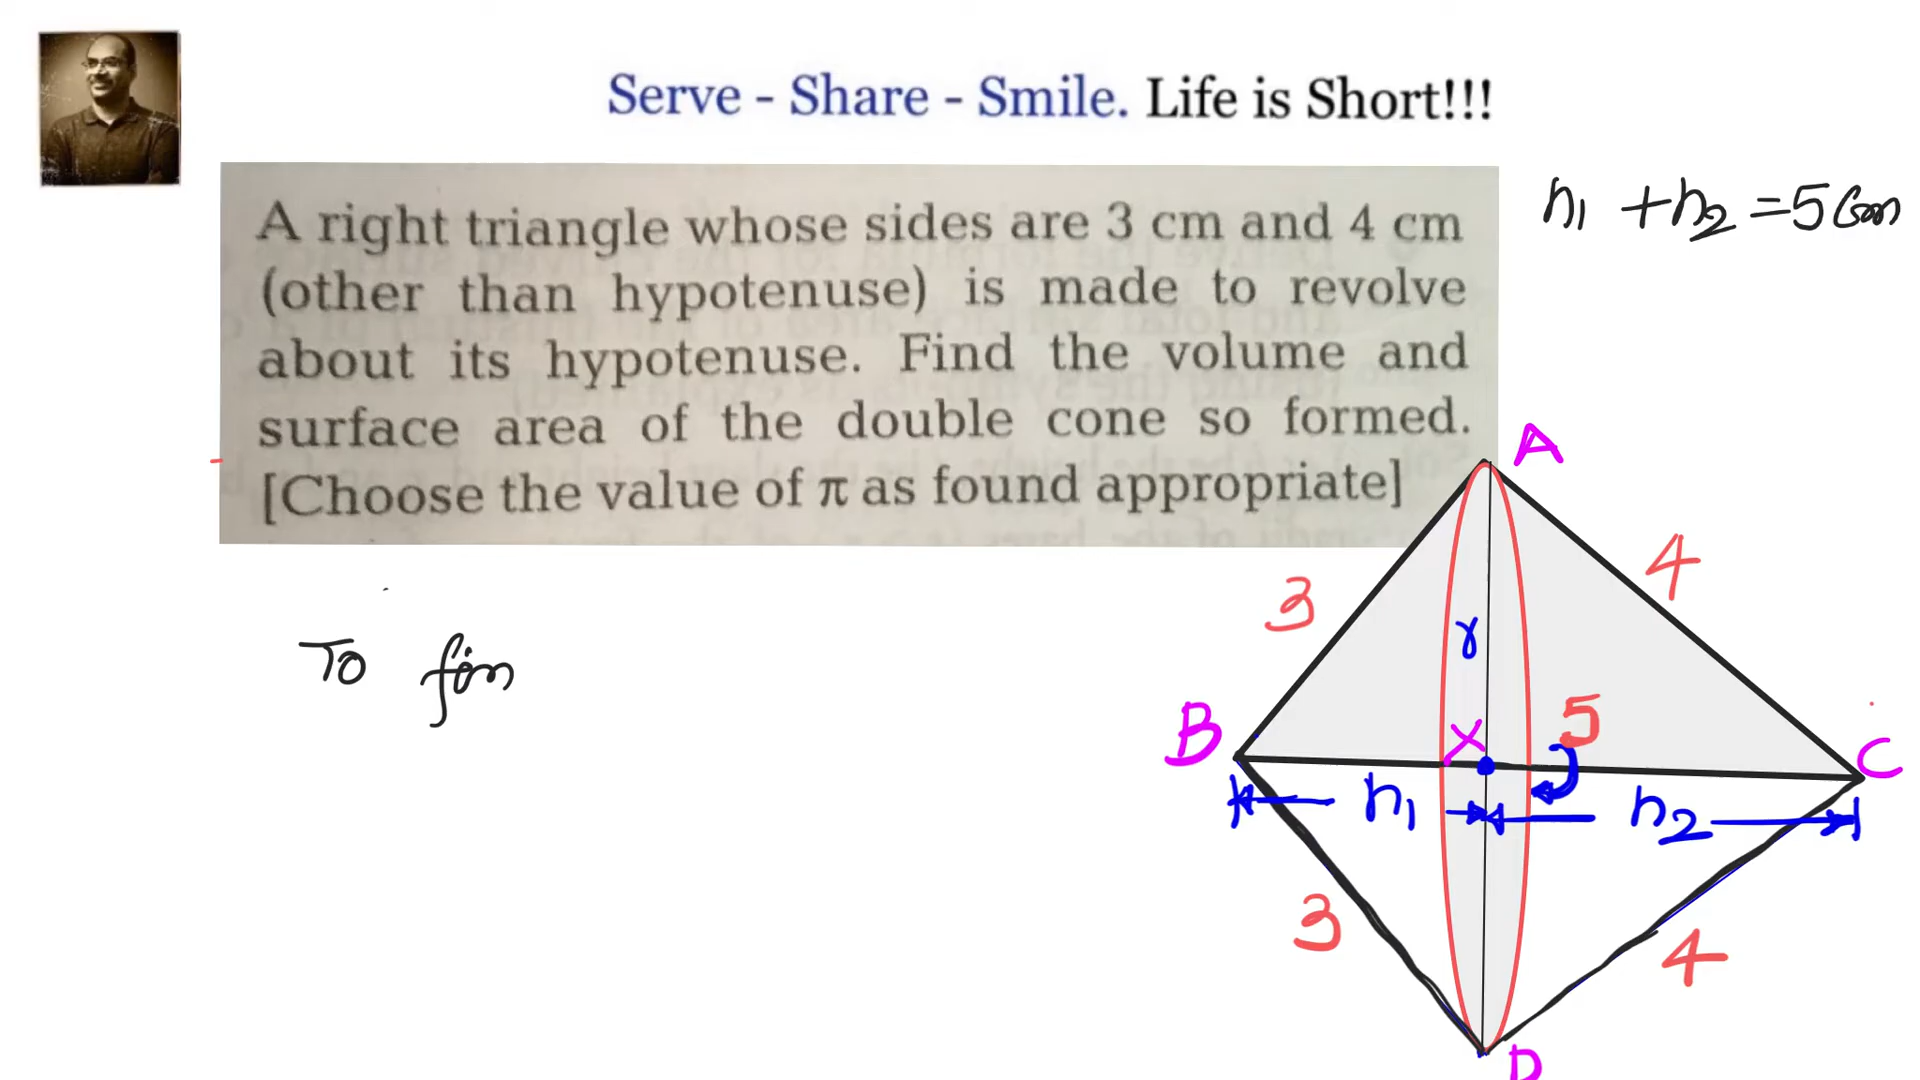 Serve - Share - Smile. Life is Short!!!
A right triangle whose sides are 3 cm and 4 cm
(other than hypotenuse) is made to revolve
about its hypotenuse. Find the volume and
surface area of the double cone so formed.
[Choose the value of π as found appropriate]
h1 + h2 = 5 cm
A
3
4
r
B
X
5
C
h1
h2
3
4
D
To fin